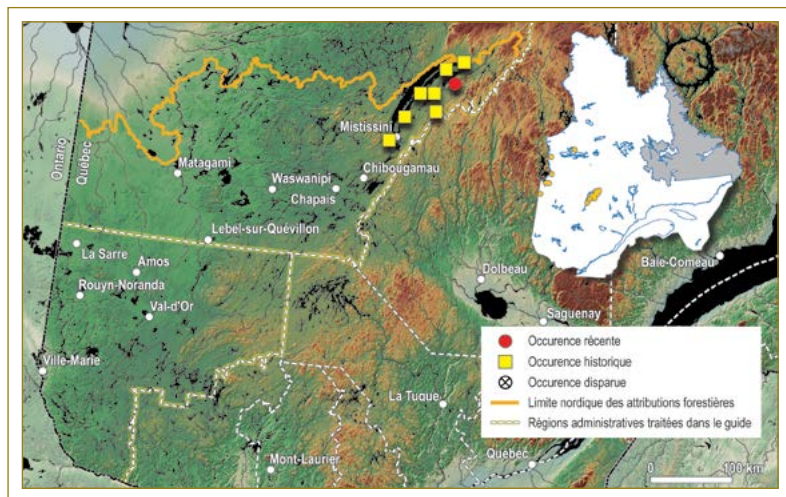 Ontario
Québec
Mistissini
Matagami
Waswanipi
Chibougamau
Chapais
Lebel-sur-Quévillon
La Sarre
Amos
Rouyn-Noranda
Val-d'Or
Ville-Marie
Dolbeau
Baie-Comeau
Saguenay
La Tuque
Mont-Laurier
Québec
Occurence récente
Occurence historique
Occurence disparue
Limite nordique des attributions forestières
Régions administratives traitées dans le guide
0 100 km